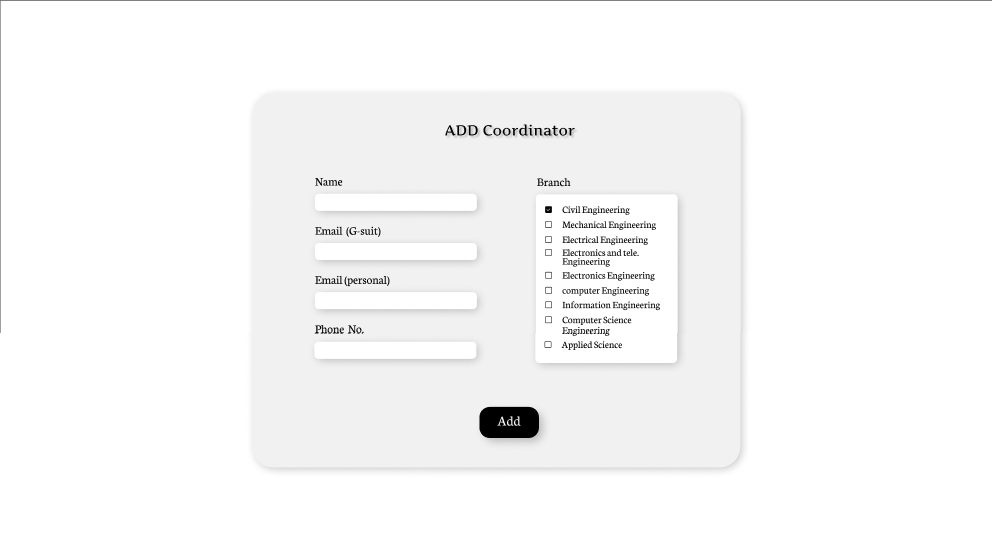 ADD Coordinator
Name
Email (G-suit)
Email (personal)
Phone No.
Branch
Civil Engineering
Mechanical Engineering
Electrical Engineering
Electronics and tele.
Engineering
Electronics Engineering
computer Engineering
Information Engineering
Computer Science
Engineering
Applied Science
Add